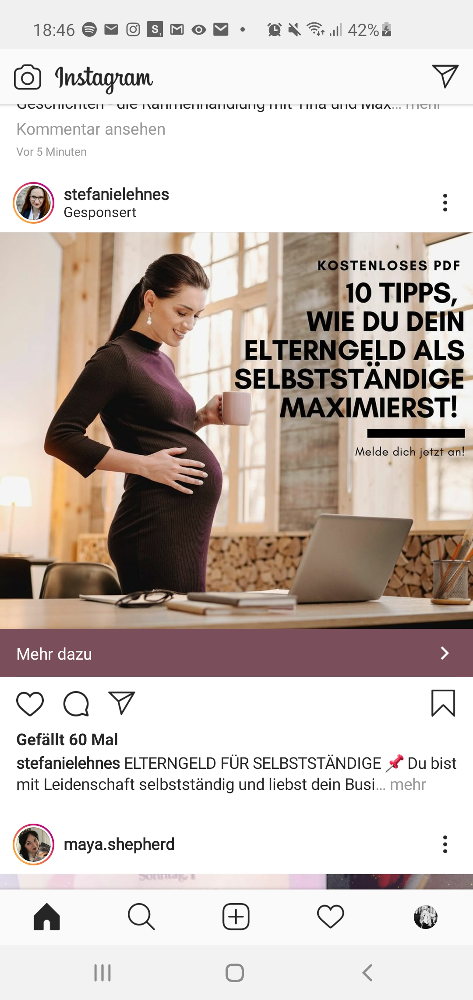 18:46
42%
Instagram
Geschichten - die Rahmenhandlung mit Tina und Max... mehr
Kommentar ansehen
Vor 5 Minuten
stefanielehnes
Gesponsert
KOSTENLOSES PDF
10 TIPPS,
WIE DU DEIN
ELTERNGELD ALS
SELBSTSTÄNDIGE
MAXIMIERST!
Melde dich jetzt an!
Mehr dazu
Gefällt 60 Mal
stefanielehnes ELTERNGELD FÜR SELBSTSTÄNDIGE 📌 Du bist
mit Leidenschaft selbstständig und liebst dein Busi... mehr
maya.shepherd